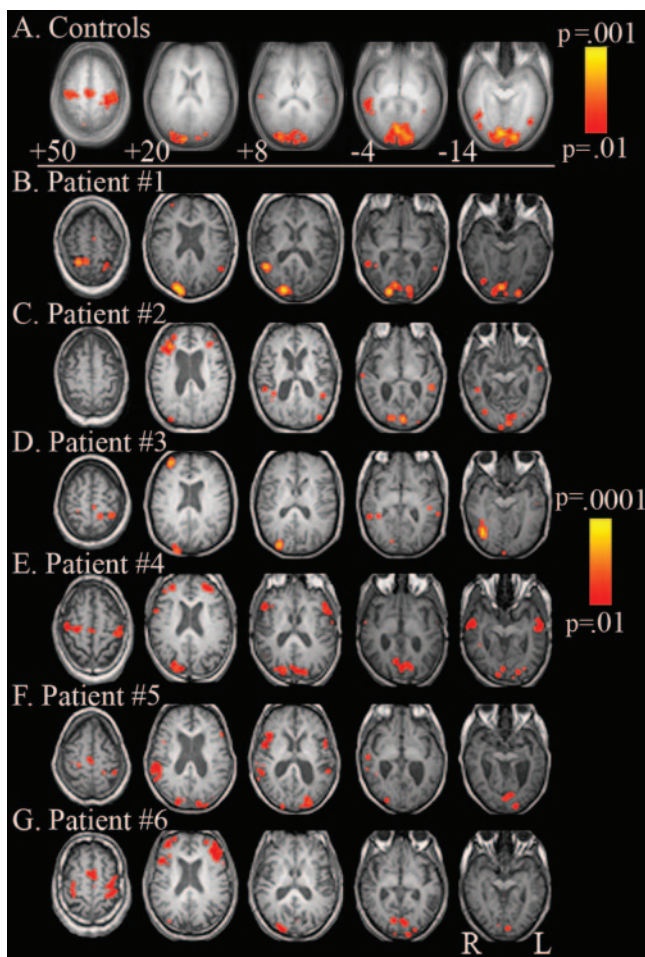 A. Controls
p=.001
p=.01
+50 +20 +8 -4 -14
B. Patient #1
C. Patient #2
D. Patient #3
p=.0001
E. Patient #4
p=.01
F. Patient #5
G. Patient #6
R L